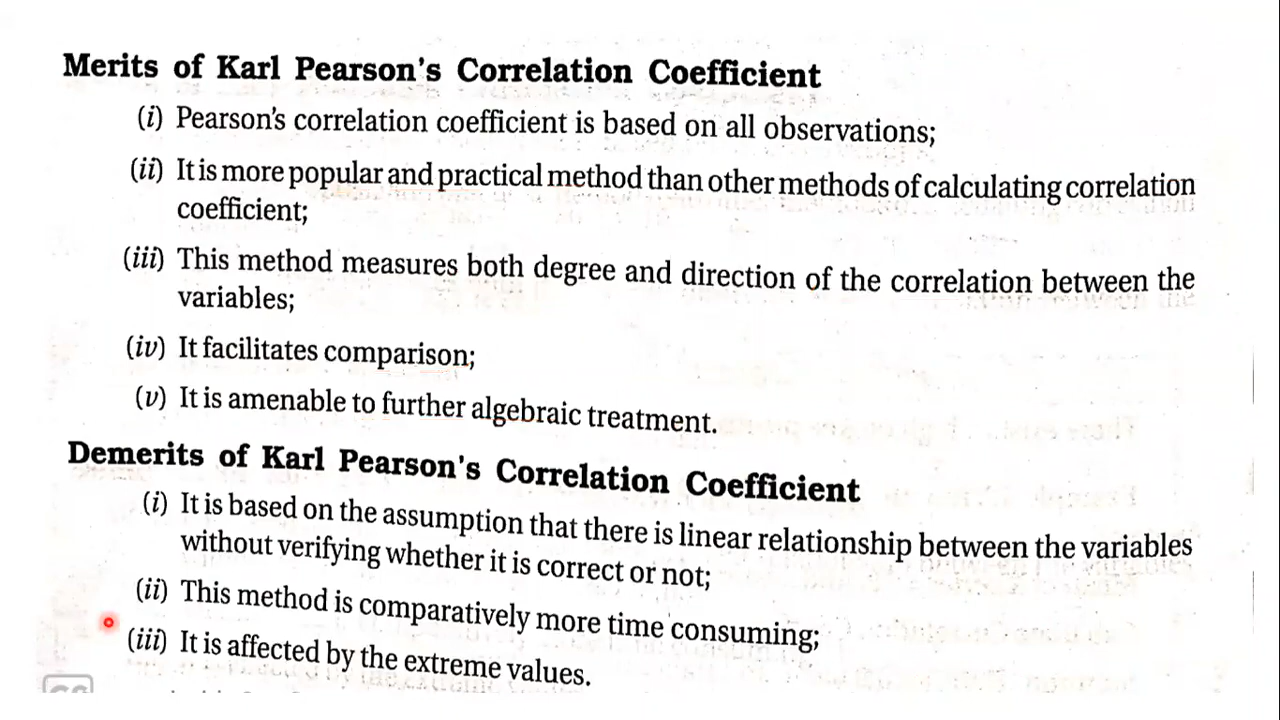 Merits of Karl Pearson's Correlation Coefficient
(i) Pearson's correlation coefficient is based on all observations;
(ii) It is more popular and practical method than other methods of calculating correlation
coefficient;
(iii) This method measures both degree and direction of the correlation between the
variables;
(iv) It facilitates comparison;
(v) It is amenable to further algebraic treatment.
Demerits of Karl Pearson's Correlation Coefficient
(i) It is based on the assumption that there is linear relationship between the variables
without verifying whether it is correct or not;
(ii) This method is comparatively more time consuming;
(iii) It is affected by the extreme values.